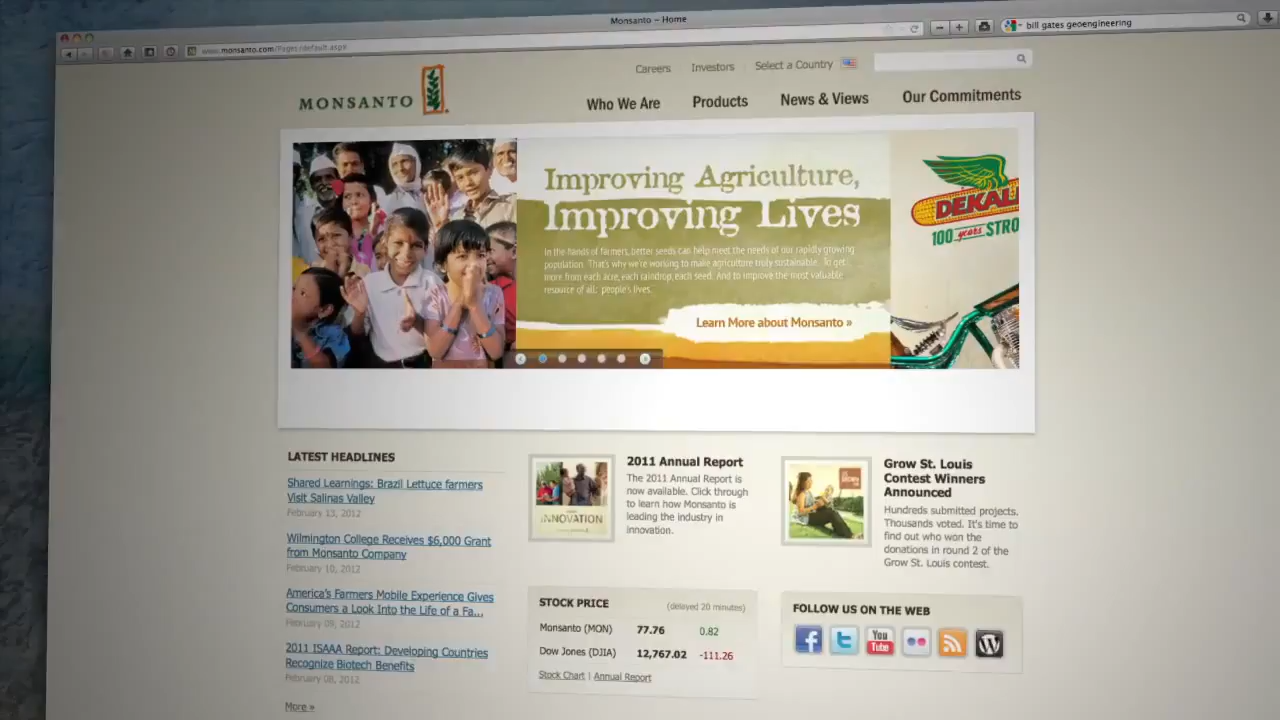 Monsanto – Home
www.monsanto.com/Pages/default.aspx
bill gates geoengineering
Careers
Investors
Select a Country
MONSANTO
Who We Are
Products
News & Views
Our Commitments
Improving Agriculture,
Improving Lives
In the hands of farmers, better seeds can help meet the needs of our rapidly growing
population. That's why we're working to make agriculture truly sustainable. To get
more from each acre, each raindrop, each seed. And to improve the most valuable
resource of all: people's lives.
Learn More about Monsanto »
DEKAL
100 years STRO
LATEST HEADLINES
Shared Learnings: Brazil Lettuce farmers
Visit Salinas Valley
February 13, 2012
Wilmington College Receives $6,000 Grant
from Monsanto Company
February 10, 2012
America's Farmers Mobile Experience Gives
Consumers a Look Into the Life of a Fa...
February 09, 2012
2011 ISAAA Report: Developing Countries
Recognize Biotech Benefits
February 08, 2012
More »
INNOVATION
2011 Annual Report
The 2011 Annual Report is
now available. Click through
to learn how Monsanto is
leading the industry in
innovation.
Grow St. Louis
Contest Winners
Announced
Hundreds submitted projects.
Thousands voted. It's time to
find out who won the
donations in round 2 of the
Grow St. Louis contest.
STOCK PRICE
(delayed 20 minutes)
Monsanto (MON) 77.76 0.82
Dow Jones (DJIA) 12,767.02 -111.26
Stock Chart | Annual Report
FOLLOW US ON THE WEB
You
Tube